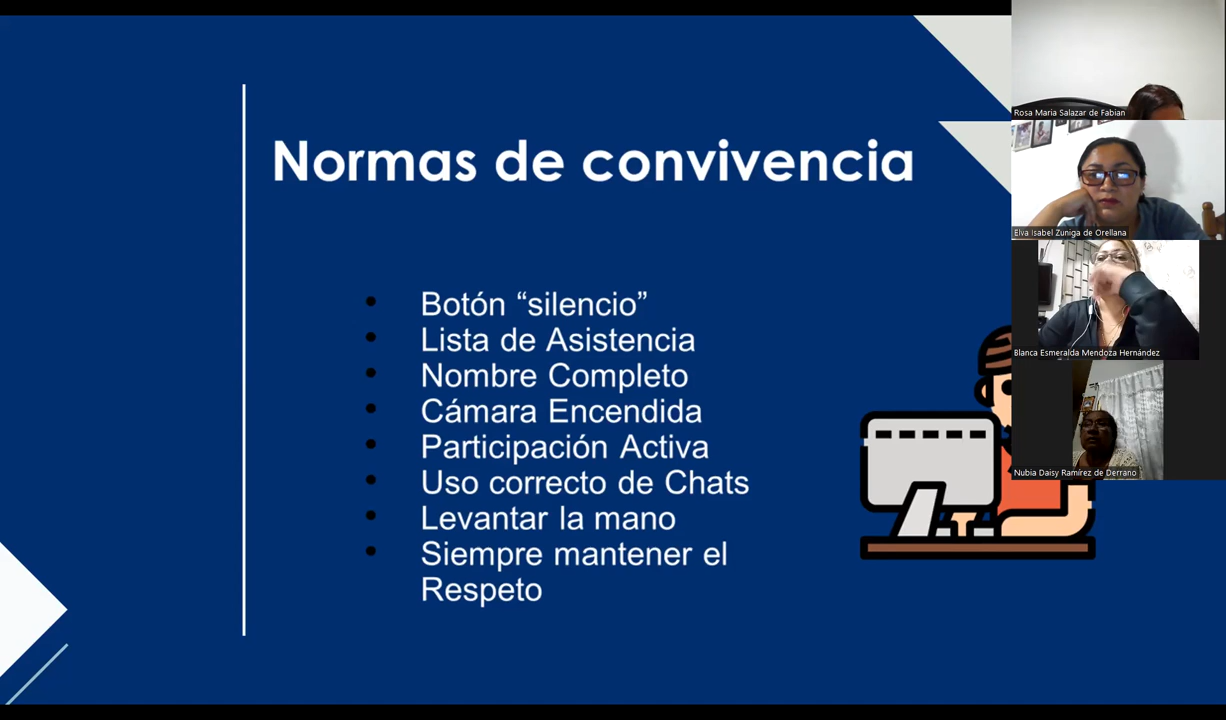 Normas de convivencia
Botón “silencio”
Lista de Asistencia
Nombre Completo
Cámara Encendida
Participación Activa
Uso correcto de Chats
Levantar la mano
Siempre mantener el
Respeto
Rosa Maria Salazar de Fabian
Elva Isabel Zuniga de Orellana
Blanca Esmeralda Mendoza Hernández
Nubia Daisy Ramírez de Derrano